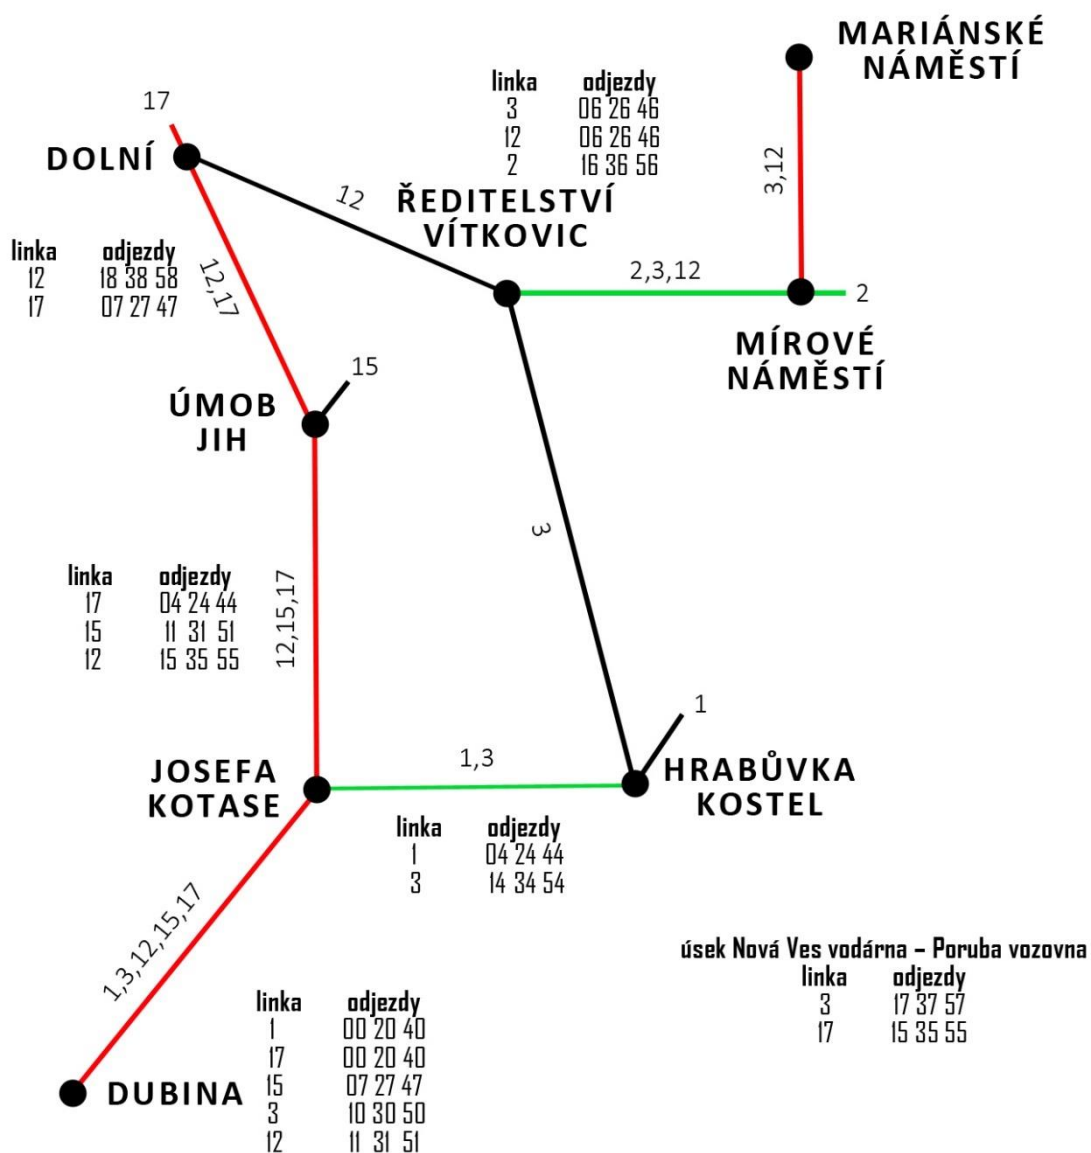 MARIÁNSKÉ
NÁMĚSTÍ
linka odjezdy
3 06 26 46
12 06 26 46
2 16 36 56
17
DOLNÍ
12
3,12
ŘEDITELSTVÍ
VÍTKOVIC
linka odjezdy
12 18 38 58
17 07 27 47
12,17
2,3,12
2
MÍROVÉ
NÁMĚSTÍ
15
ÚMOB
JIH
3
linka odjezdy
17 04 24 44
15 11 31 51
12 15 35 55
12,15,17
1
JOSEFA
KOTASE
1,3
HRABŮVKA
KOSTEL
linka odjezdy
1 04 24 44
3 14 34 54
1,3,12,15,17
úsek Nová Ves vodárna – Poruba vozovna
linka odjezdy
3 17 37 57
17 15 35 55
linka odjezdy
1 00 20 40
17 00 20 40
15 07 27 47
3 10 30 50
12 11 31 51
DUBINA